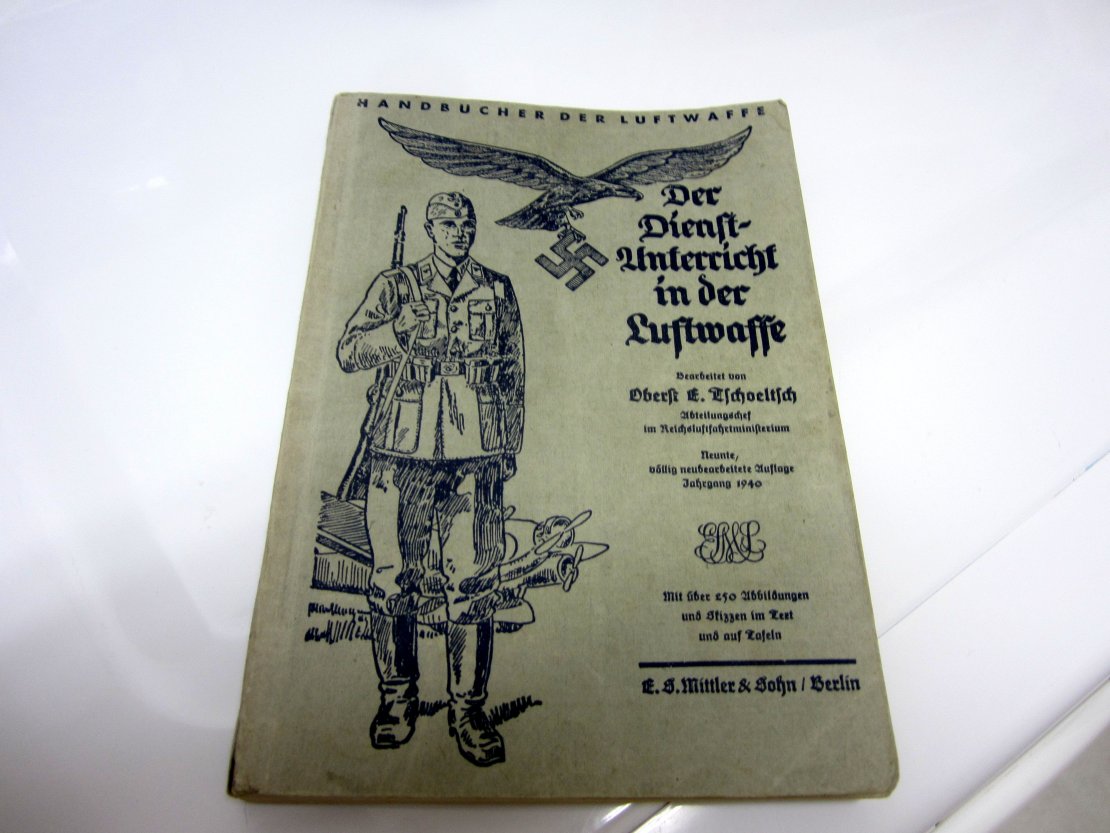 HANDBÜCHER DER LUFTWAFFE
Der
Dienst-
Unterricht
in der
Luftwaffe
Bearbeitet von
Oberst E. Tschoeltsch
Abteilungschef
im Reichsluftfahrtministerium
Neunte,
völlig neubearbeitete Auflage
Jahrgang 1940
Mit über 250 Abbildungen
und Skizzen im Text
und auf Tafeln
E. S. Mittler & Sohn / Berlin